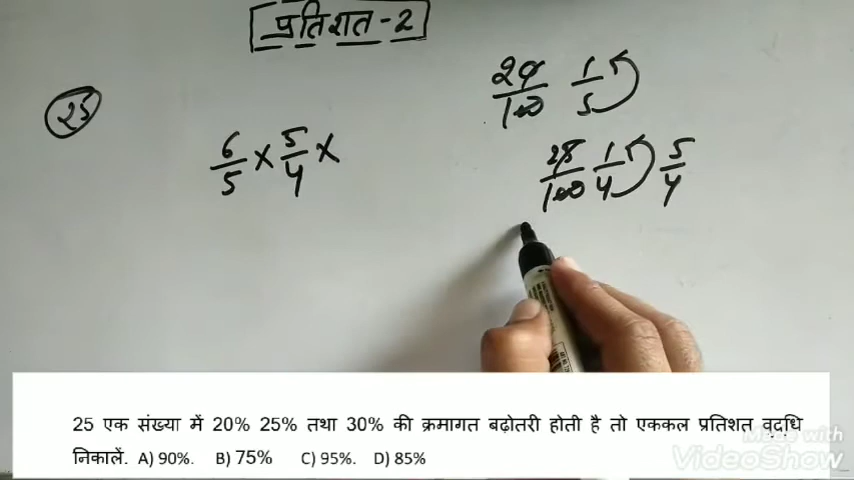 प्रतिशत-2
25
20/100 1/5
6/5 × 5/4 ×
25/100 1/4 5/4
25 एक संख्या में 20% 25% तथा 30% की क्रमागत बढ़ोतरी होती है तो एककल प्रतिशत वृद्धि
निकालें. A) 90%. B) 75% C) 95%. D) 85%
Made with
VideoShow